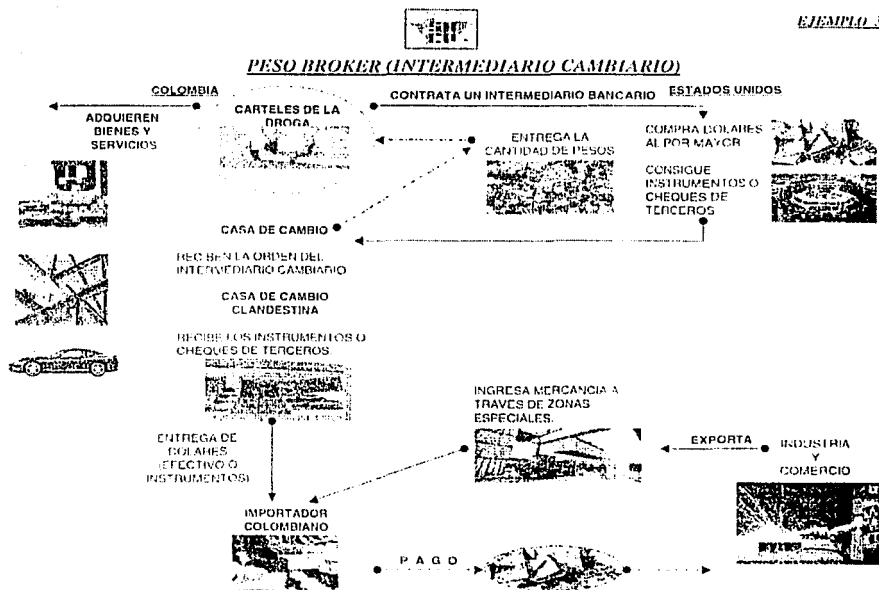 EJEMPLO
PESO BROKER (INTERMEDIARIO CAMBIARIO)
COLOMBIA
ADQUIEREN
BIENES Y
SERVICIOS
CARTELES DE LA
DROGA
CONTRATA UN INTERMEDIARIO BANCARIO
ESTADOS UNIDOS
ENTREGA LA
CANTIDAD DE PESOS
COMPRA DOLARES
AL POR MAYOR
CONSIGUE
INSTRUMENTOS O
CHEQUES DE
TERCEROS
CASA DE CAMBIO
RECIBEN LA ORDEN DEL
INTERMEDIARIO CAMBIARIO
CASA DE CAMBIO
CLANDESTINA
RECIBE LOS INSTRUMENTOS O
CHEQUES DE TERCEROS
ENTREGA DE
DOLARES
(EFECTIVO O
INSTRUMENTOS)
INGRESA MERCANCIA A
TRAVES DE ZONAS
ESPECIALES.
EXPORTA
INDUSTRIA
Y
COMERCIO
IMPORTADOR
COLOMBIANO
PAGO